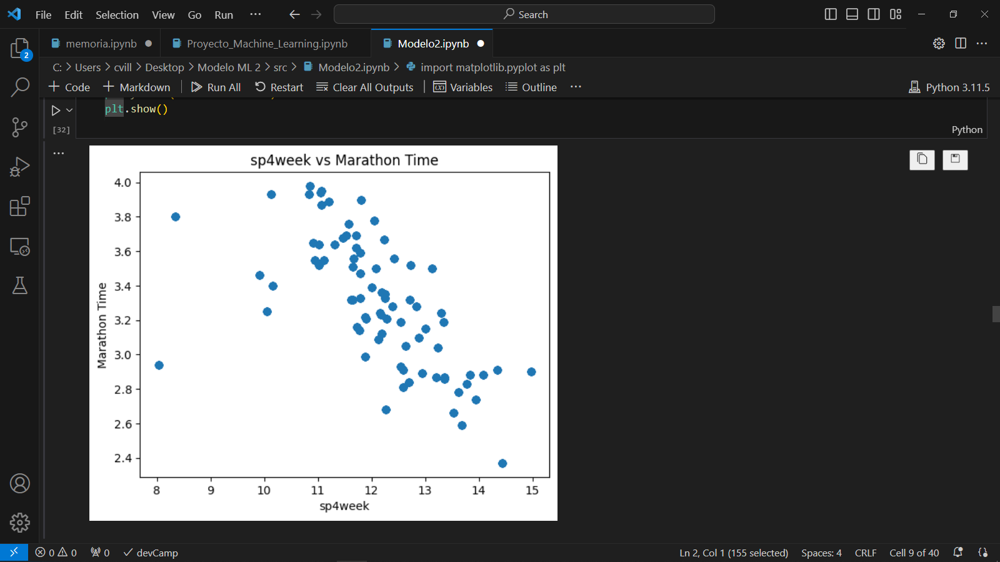 File Edit Selection View Go Run ··· Search
memoria.ipynb Proyecto_Machine_Learning.ipynb Modelo2.ipynb
2
C: > Users > cvill > Desktop > Modelo ML 2 > src > Modelo2.ipynb > import matplotlib.pyplot as plt
+ Code + Markdown Run All Restart Clear All Outputs Variables Outline ··· Python 3.11.5
plt.show()
[32] Python
sp4week vs Marathon Time
4.0
3.8
3.6
3.4
3.2
3.0
2.8
2.6
2.4
Marathon Time
8 9 10 11 12 13 14 15
sp4week
0 0 0 devCamp Ln 2, Col 1 (155 selected) Spaces: 4 CRLF Cell 9 of 40